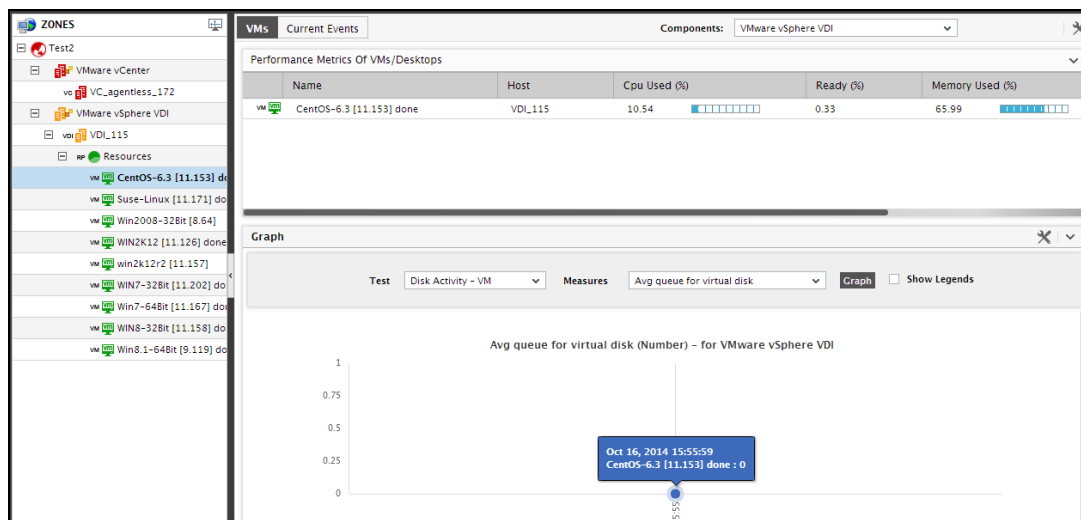 ZONES
Test2
VMware vCenter
VC VC_agentless_172
VMware vSphere VDI
VDI VDI_115
RP Resources
VM CentOS-6.3 [11.153] do
VM Suse-Linux [11.171] do
VM Win2008-32Bit [8.64]
VM WIN2K12 [11.126] done
VM win2k12r2 [11.157]
VM WIN7-32Bit [11.202] do
VM Win7-64Bit [11.167] do
VM WIN8-32Bit [11.158] do
VM Win8.1-64Bit [9.119] do
VMs Current Events Components: VMware vSphere VDI
Performance Metrics Of VMs/Desktops
Name Host Cpu Used (%) Ready (%) Memory Used (%)
VM CentOS-6.3 [11.153] done VDI_115 10.54 0.33 65.99
Graph
Test Disk Activity - VM Measures Avg queue for virtual disk Graph Show Legends
Avg queue for virtual disk (Number) - for VMware vSphere VDI
1
0.75
0.5
0.25
0
Oct 16, 2014 15:55:59
CentOS-6.3 [11.153] done : 0